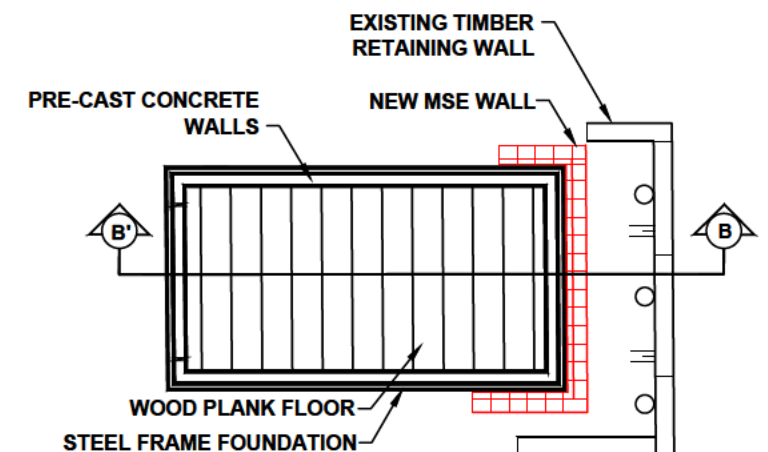 EXISTING TIMBER
RETAINING WALL
PRE-CAST CONCRETE
WALLS
NEW MSE WALL
B'
B
WOOD PLANK FLOOR
STEEL FRAME FOUNDATION